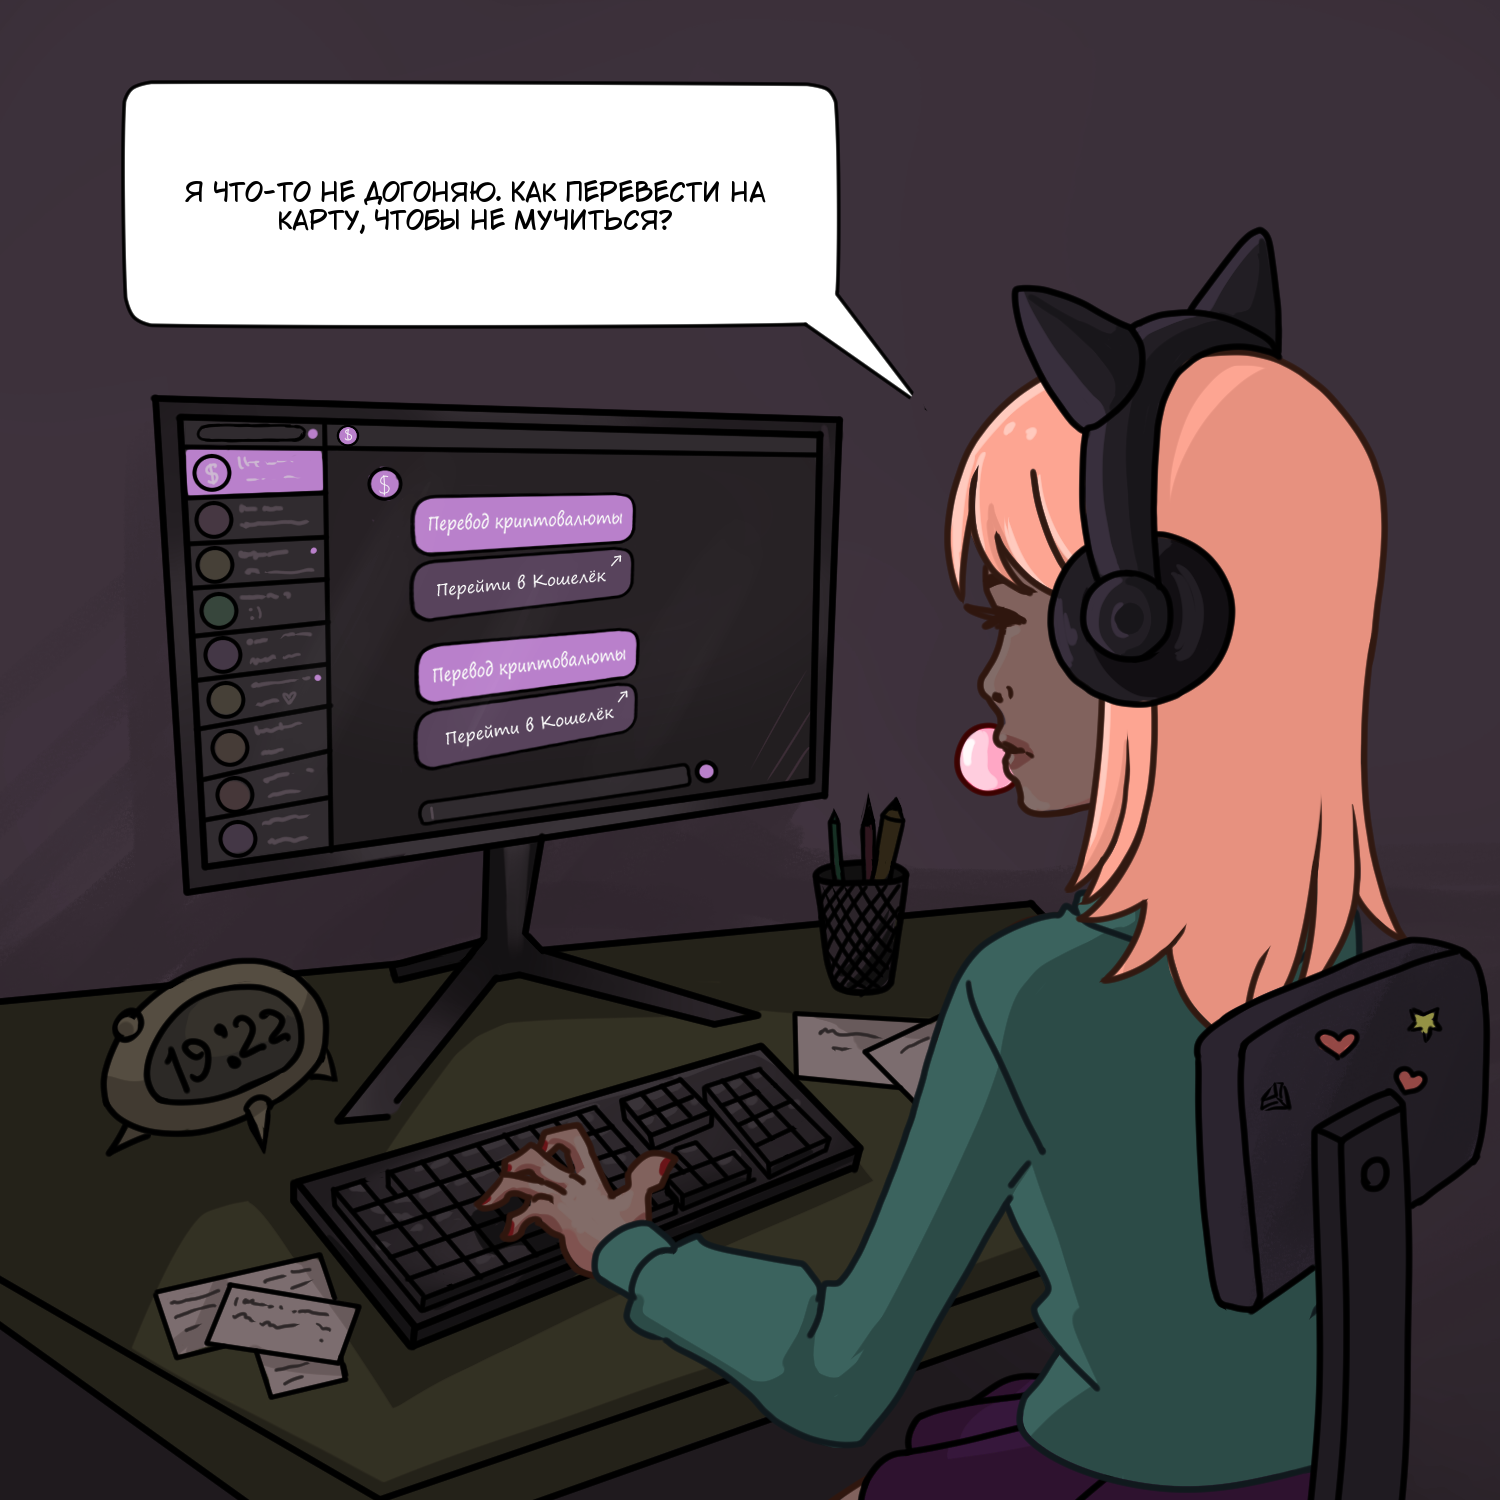 Я ЧТО-ТО НЕ ДОГОНЯЮ. КАК ПЕРЕВЕСТИ НА
КАРТУ, ЧТОБЫ НЕ МУЧИТЬСЯ?
$
$
$
Перевод криптовалюты
Перейти в Кошелёк
:)
Перевод криптовалюты
Перейти в Кошелёк
19:22